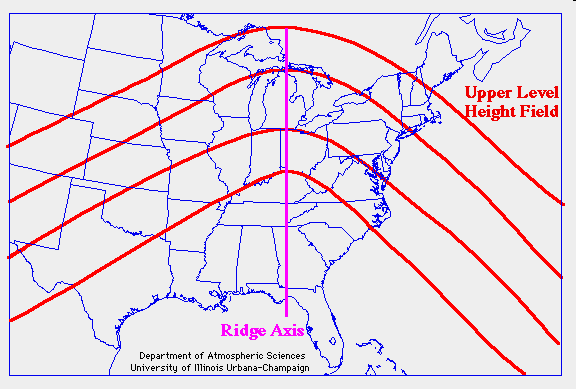 Upper Level
Height Field
Ridge Axis
Department of Atmospheric Sciences
University of Illinois Urbana-Champaign